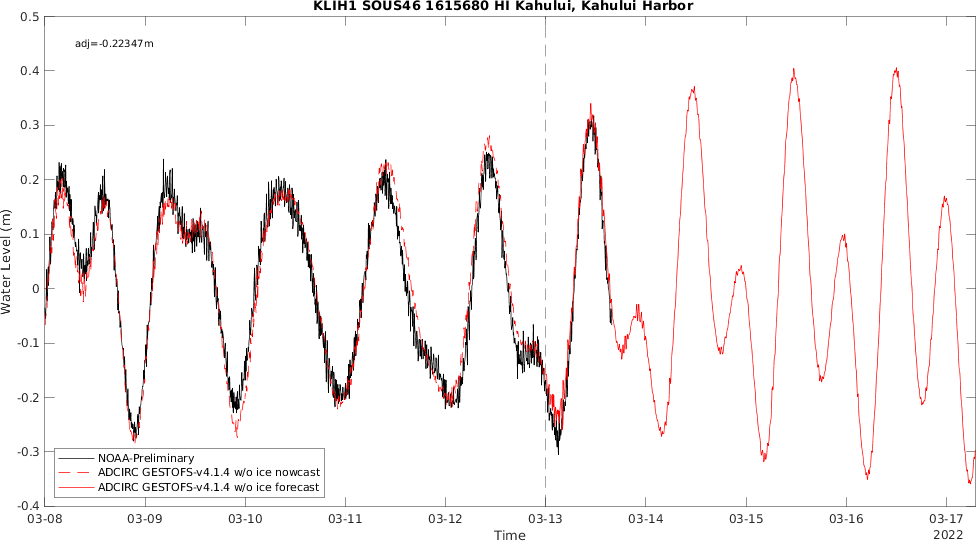 KLIH1 SOUS46 1615680 HI Kahului, Kahului Harbor
adj=-0.22347m
0.5
0.4
0.3
0.2
0.1
0
-0.1
-0.2
-0.3
-0.4
Water Level (m)
NOAA-Preliminary
ADCIRC GESTOFS-v4.1.4 w/o ice nowcast
ADCIRC GESTOFS-v4.1.4 w/o ice forecast
03-08 03-09 03-10 03-11 03-12 03-13 03-14 03-15 03-16 03-17
Time
2022